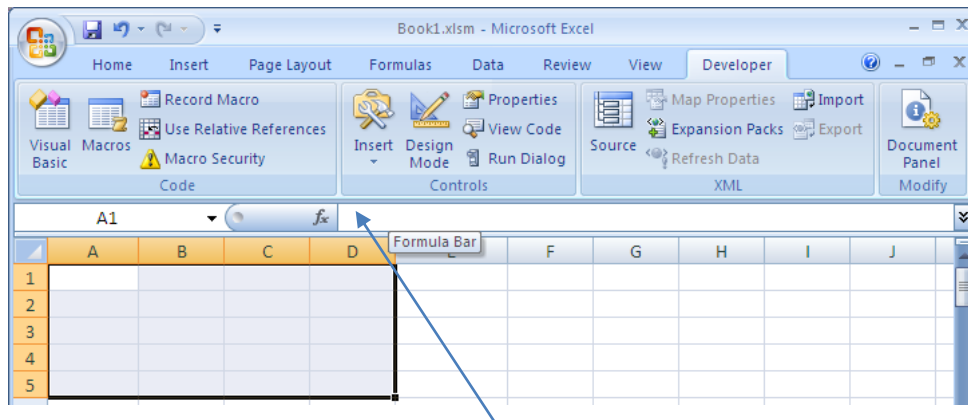 Book1.xlsm - Microsoft Excel
Home Insert Page Layout Formulas Data Review View Developer
Visual Basic
Macros
Record Macro
Use Relative References
Macro Security
Code
Insert
Design Mode
Properties
View Code
Run Dialog
Controls
Source
Map Properties
Expansion Packs
Refresh Data
Import
Export
XML
Document Panel
Modify
A1 fx
Formula Bar
A B C D F G H I J
1
2
3
4
5